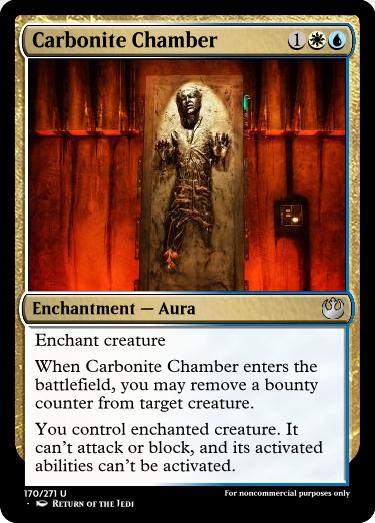 Carbonite Chamber 1
Enchantment — Aura
Enchant creature
When Carbonite Chamber enters the
battlefield, you may remove a bounty
counter from target creature.
You control enchanted creature. It
can't attack or block, and its activated
abilities can't be activated.
170/271 U For noncommercial purposes only
· Return of the Jedi